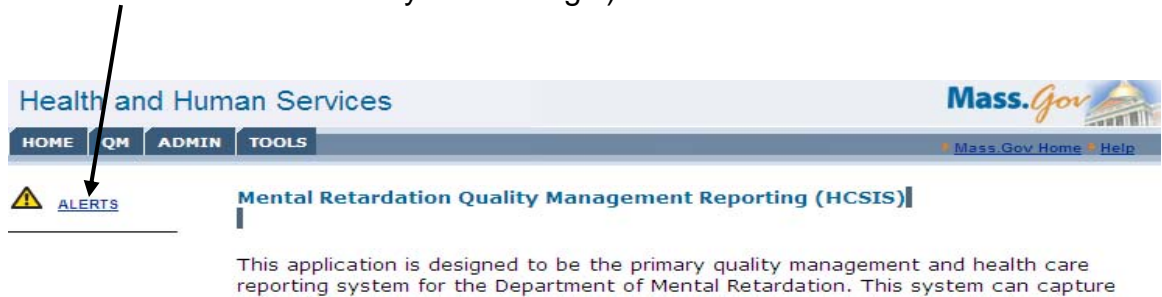 Health and Human Services
Mass.Gov
HOME QM ADMIN TOOLS
Mass.Gov Home Help
ALERTS
Mental Retardation Quality Management Reporting (HCSIS)
This application is designed to be the primary quality management and health care
reporting system for the Department of Mental Retardation. This system can capture